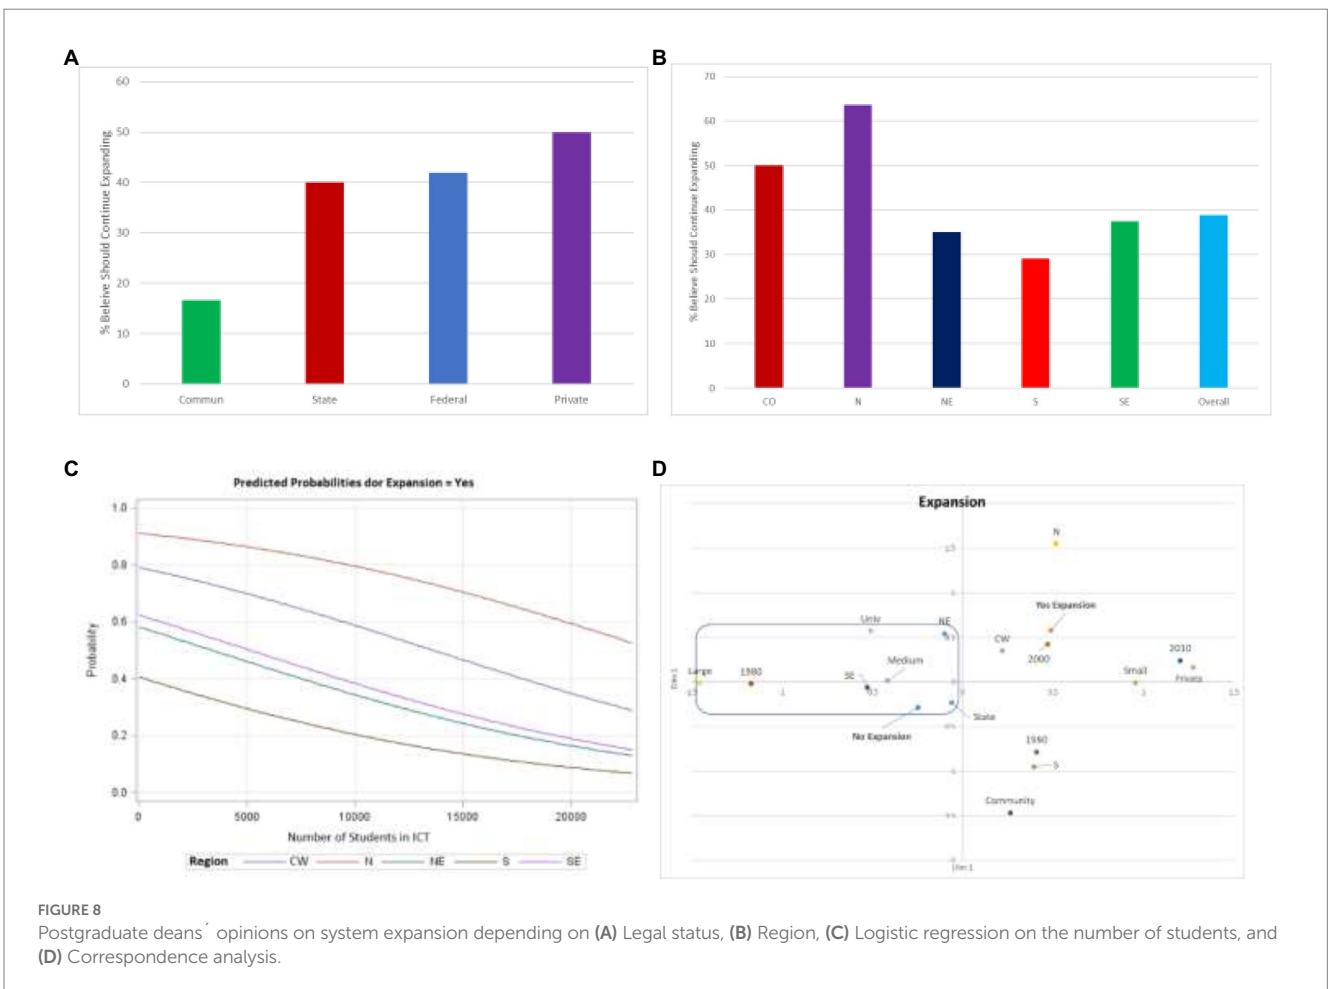 A
60
50
40
30
20
10
0
% Beleive Should Continue Expanding
Commun State Federal Private
B
70
60
50
40
30
20
10
0
% Believe Should Continue Expanding
CO N NE S SE Overall
C
Predicted Probabilities dor Expansion = Yes
1.0
0.8
0.6
0.4
0.2
0.0
Probability
0 5000 10000 15000 20000
Number of Students in ICT
Region CW N NE S SE
D
Expansion
N
Yes Expansion
Univ
NE
CW
2000
2010
Private
Small
Large
1980
SE
Medium
State
No Expansion
1990
S
Community
FIGURE 8
Postgraduate deans´ opinions on system expansion depending on (A) Legal status, (B) Region, (C) Logistic regression on the number of students, and
(D) Correspondence analysis.